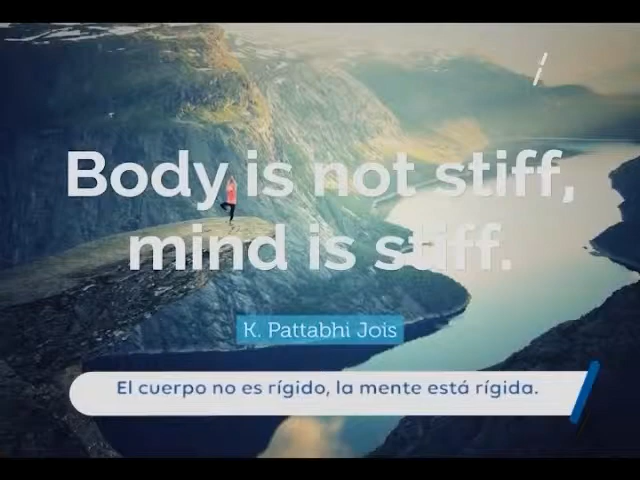 Body is not stiff,
mind is stiff.
K. Pattabhi Jois
El cuerpo no es rígido, la mente está rígida.